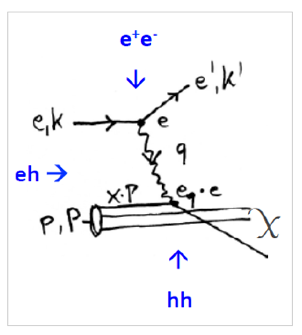 e⁺e⁻
e', k'
e, k
e
q
eh
x·P
e_q·e
P, P
X
hh